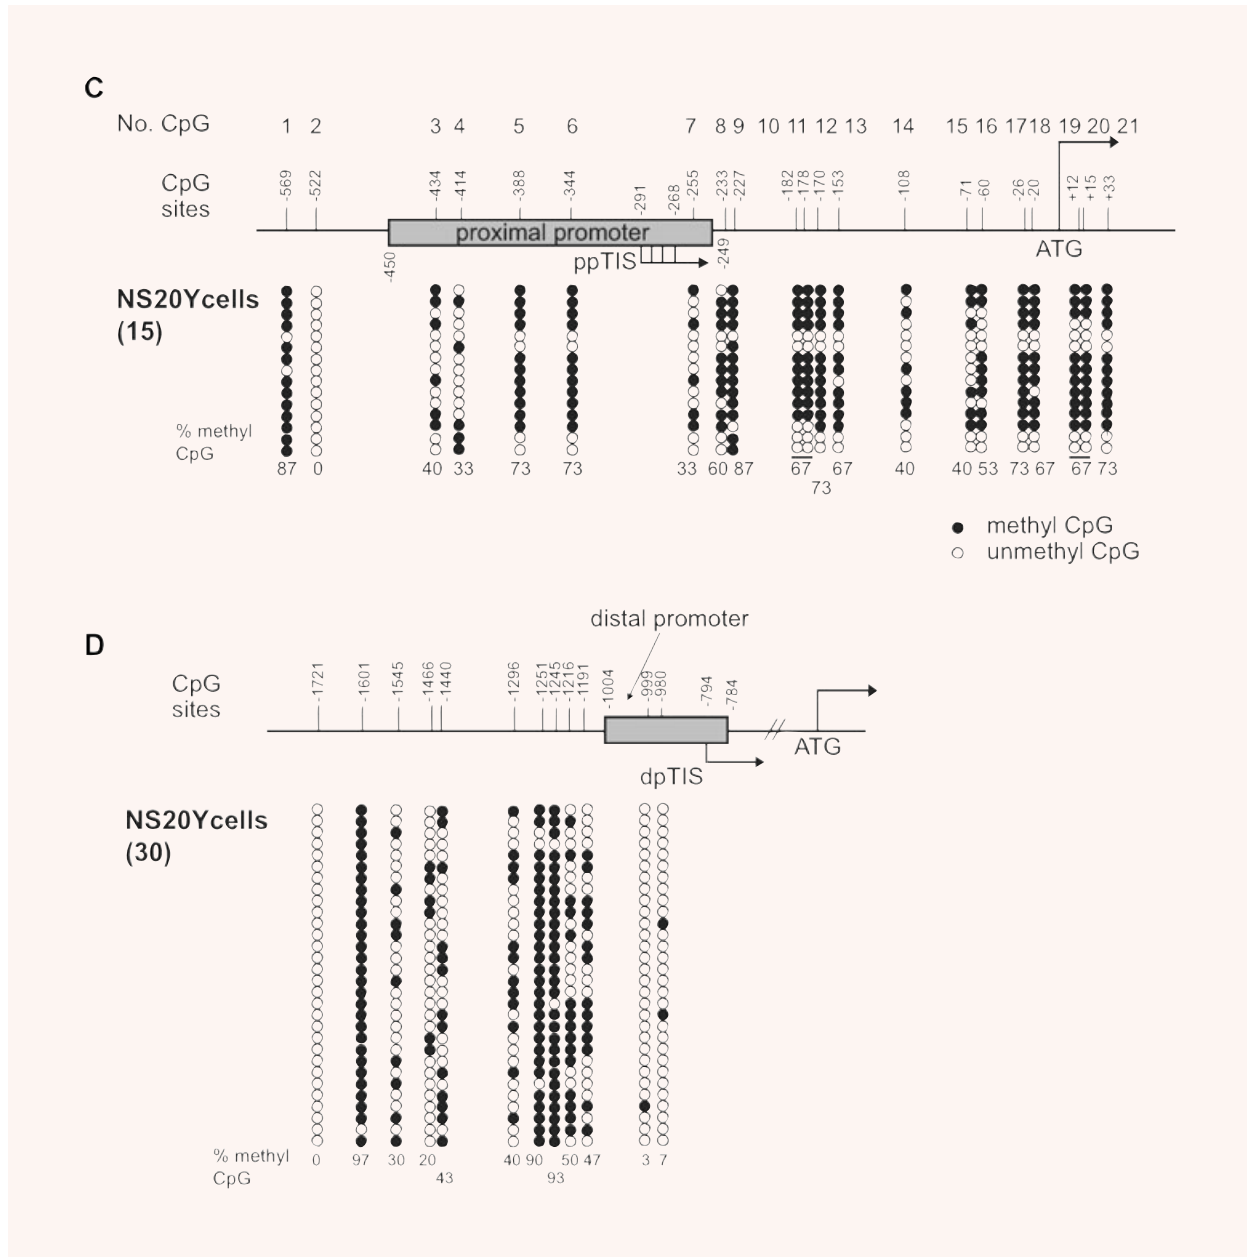 C
No. CpG 1 2 3 4 5 6 7 8 9 10 11 12 13 14 15 16 17 18 19 20 21
CpG sites -569 -522 -434 -414 -388 -344 -291 -268 -255 -233 -227 -182 -178 -170 -153 -108 -71 -60 -26 -20 +12 +15 +33
proximal promoter
-450 ppTIS -249 ATG
NS20Ycells
(15)
% methyl
CpG
87 0 40 33 73 73 33 60 87 67 67 40 40 53 73 67 67 73
73
methyl CpG
unmethyl CpG
distal promoter
D
CpG
sites
-1721 -1601 -1545 -1466 -1440 -1296 -1251 -1245 -1216 -1191 -1004 -999 -980 -794 -784
ATG
dpTIS
NS20Ycells
(30)
% methyl
CpG
0 97 30 20 40 90 50 47 3 7
43 93